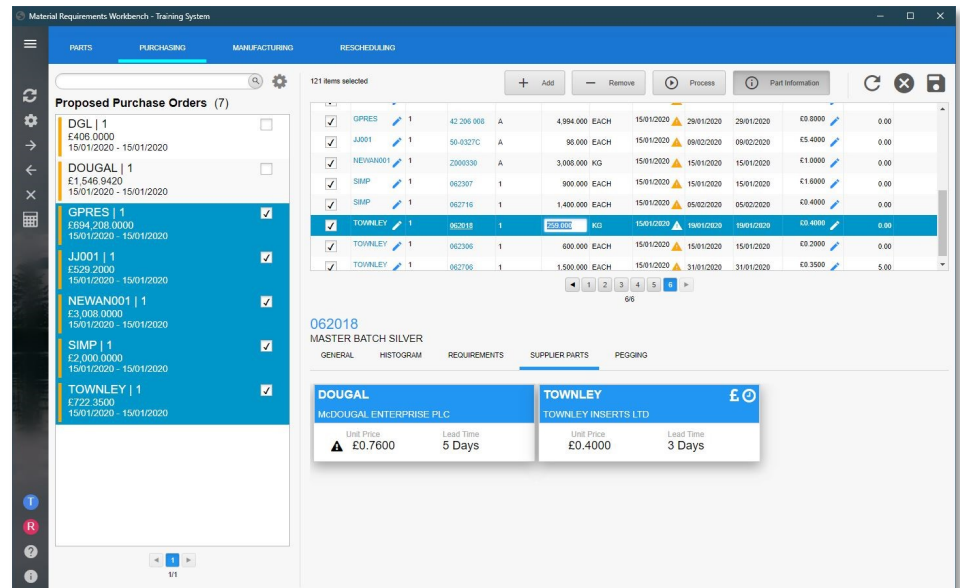 Material Requirements Workbench - Training System
PARTS PURCHASING MANUFACTURING RESCHEDULING
121 items selected
Add Remove Process Part Information
Proposed Purchase Orders (7)
DGL | 1
£406.0000
15/01/2020 - 15/01/2020
DOUGAL | 1
£1,546.9420
15/01/2020 - 15/01/2020
GPRES | 1
£694,208.0000
15/01/2020 - 15/01/2020
JJ001 | 1
£529.2000
15/01/2020 - 15/01/2020
NEWAN001 | 1
£3,008.0000
15/01/2020 - 15/01/2020
SIMP | 1
£2,000.0000
15/01/2020 - 15/01/2020
TOWNLEY | 1
£722.3500
15/01/2020 - 15/01/2020
1
1/1
T
R
GPRES 1 42 206 006 A 4,994.000 EACH 15/01/2020 29/01/2020 29/01/2020 £0.8000 0.00
JJ001 1 50-0327C A 98.000 EACH 15/01/2020 09/02/2020 09/02/2020 £5.4000 0.00
NEWAN001 1 Z000330 A 3,008.000 KG 15/01/2020 15/01/2020 15/01/2020 £1.0000 0.00
SIMP 1 062307 1 900.000 EACH 15/01/2020 15/01/2020 15/01/2020 £1.6000 0.00
SIMP 1 062716 1 1,400.000 EACH 15/01/2020 05/02/2020 05/02/2020 £0.4000 0.00
TOWNLEY 1 062018 1 259.000 KG 15/01/2020 19/01/2020 19/01/2020 £0.4000 0.00
TOWNLEY 1 062306 1 600.000 EACH 15/01/2020 15/01/2020 15/01/2020 £0.2000 0.00
TOWNLEY 1 062706 1 1,500.000 EACH 15/01/2020 31/01/2020 31/01/2020 £0.3500 5.00
1 2 3 4 5 6
6/6
062018
MASTER BATCH SILVER
GENERAL HISTOGRAM REQUIREMENTS SUPPLIER PARTS PEGGING
DOUGAL
McDOUGAL ENTERPRISE PLC
Unit Price Lead Time
£0.7600 5 Days
TOWNLEY £
TOWNLEY INSERTS LTD
Unit Price Lead Time
£0.4000 3 Days